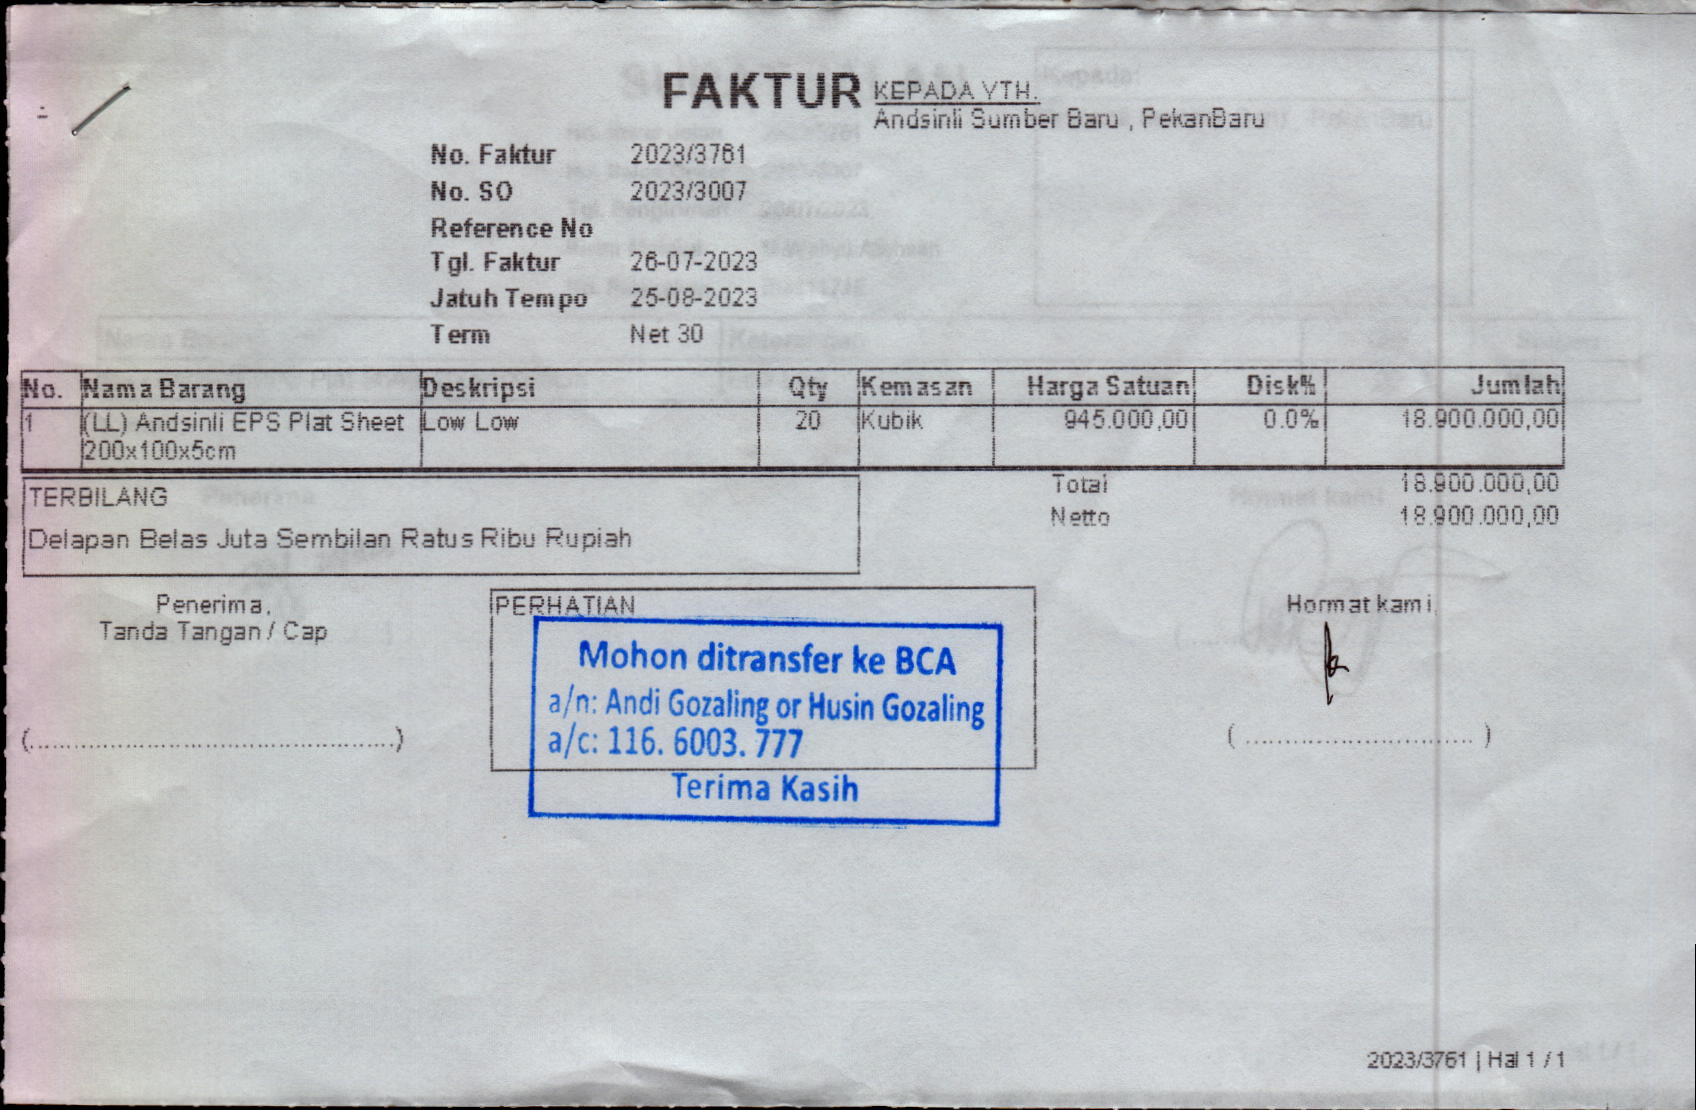 FAKTUR
KEPADA YTH.
Andsinli Sumber Baru , PekanBaru
No. Faktur 2023/3761
No. SO 2023/3007
Reference No
Tgl. Faktur 26-07-2023
Jatuh Tempo 25-08-2023
Term Net 30
No. Nama Barang Deskripsi Qty Kemasan Harga Satuan Disk% Jumlah
1 (LL) Andsinli EPS Plat Sheet Low Low 20 Kubik 945.000,00 0.0% 18.900.000,00
200x100x5cm
Total 18.900.000,00
Netto 18.900.000,00
TERBILANG
Delapan Belas Juta Sembilan Ratus Ribu Rupiah
Penerima,
Tanda Tangan / Cap
(..............................................)
PERHATIAN
Mohon ditransfer ke BCA
a/n: Andi Gozaling or Husin Gozaling
a/c: 116. 6003. 777
Terima Kasih
Hormat kami
( ............................. )
2023/3761 | Hal 1 / 1